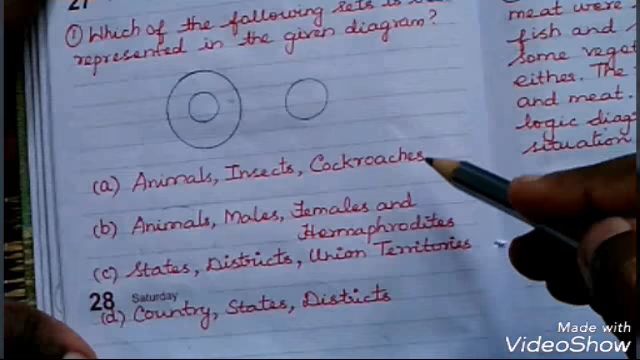 27
① Which of the following sets is
represented in the given diagram?
(a) Animals, Insects, Cockroaches
(b) Animals, Males, Females and
Hermaphrodites
(c) States, Districts, Union Territories
28 Saturday
(d) Country, States, Districts
meat were
fish and
some veget
either. The
and meat.
logic diag
situation
Made with
VideoShow